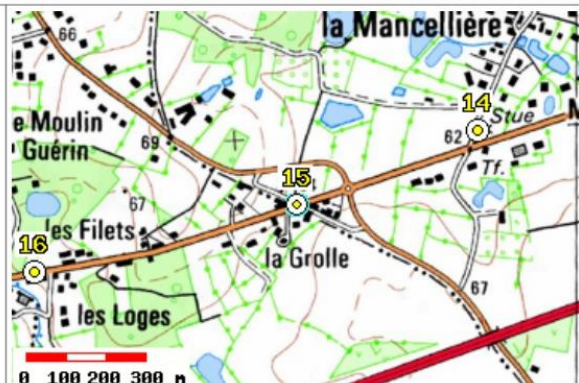 la Mancellière
66
14
Stue
62
e Moulin
Guérin
69
Tf.
15
67
les Filets
16
la Grolle
67
les Loges
0 100 200 300 m